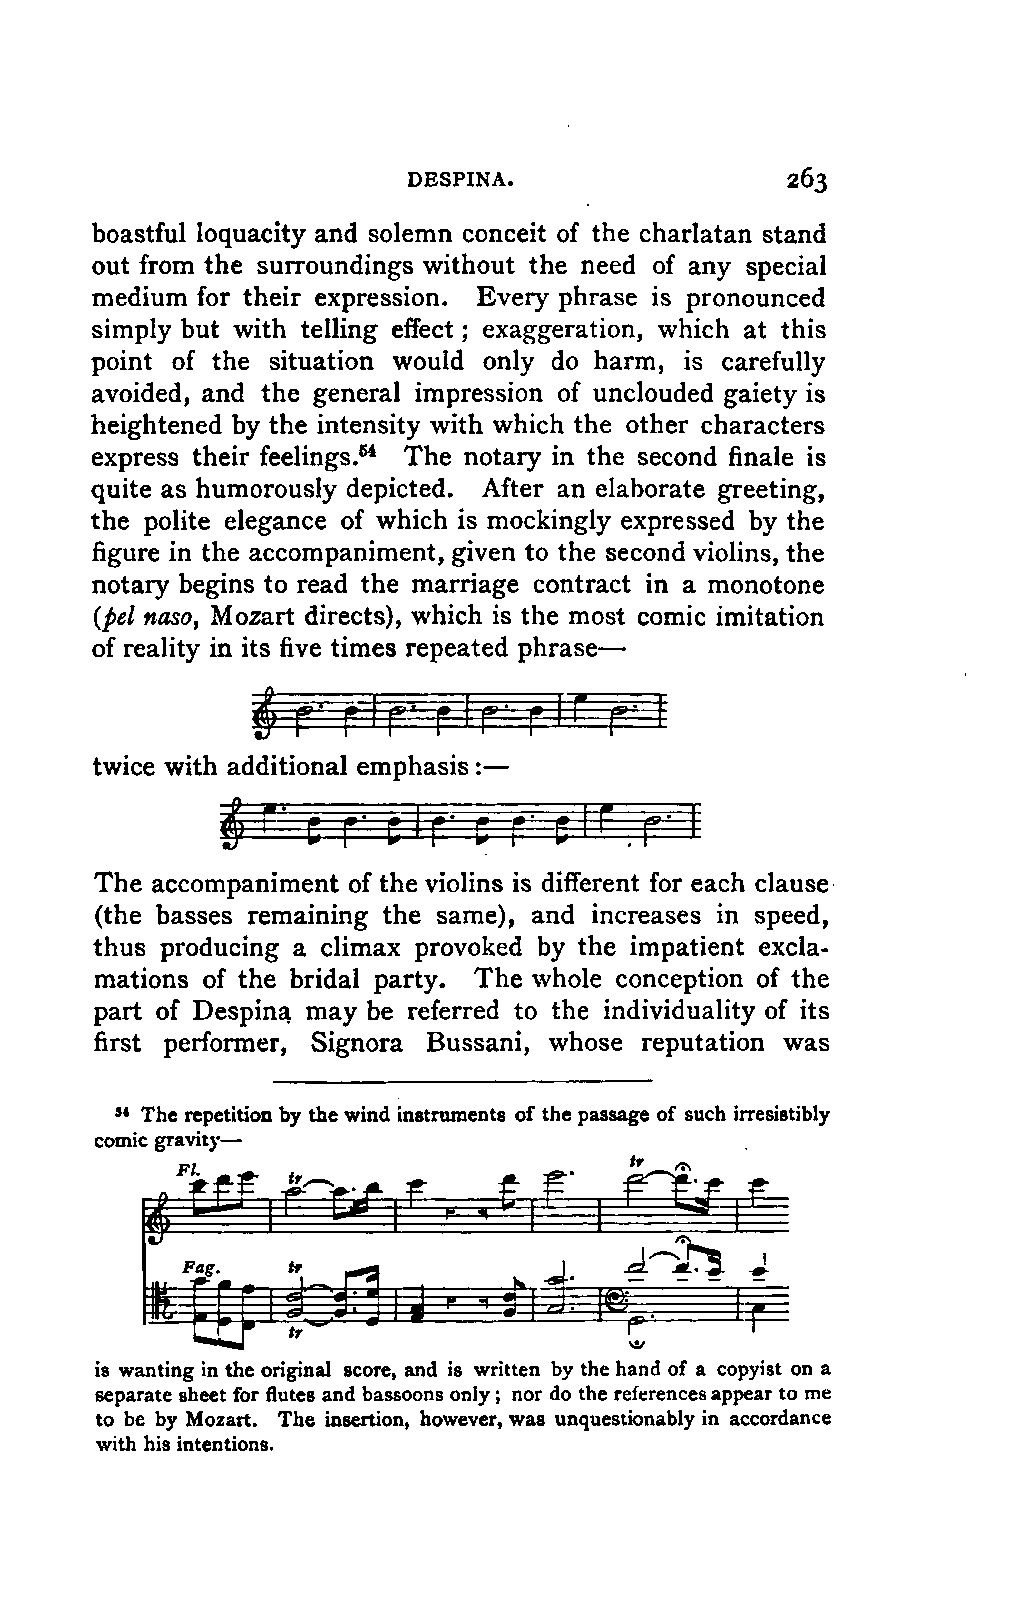 DESPINA. 263
boastful loquacity and solemn conceit of the charlatan stand
out from the surroundings without the need of any special
medium for their expression. Every phrase is pronounced
simply but with telling effect ; exaggeration, which at this
point of the situation would only do harm, is carefully
avoided, and the general impression of unclouded gaiety is
heightened by the intensity with which the other characters
express their feelings.⁵⁴ The notary in the second finale is
quite as humorously depicted. After an elaborate greeting,
the polite elegance of which is mockingly expressed by the
figure in the accompaniment, given to the second violins, the
notary begins to read the marriage contract in a monotone
(pel naso, Mozart directs), which is the most comic imitation
of reality in its five times repeated phrase—
twice with additional emphasis :—
The accompaniment of the violins is different for each clause
(the basses remaining the same), and increases in speed,
thus producing a climax provoked by the impatient excla-
mations of the bridal party. The whole conception of the
part of Despina may be referred to the individuality of its
first performer, Signora Bussani, whose reputation was
⁵⁴ The repetition by the wind instruments of the passage of such irresistibly
comic gravity—
Fl. tr tr
Fag. tr
tr
is wanting in the original score, and is written by the hand of a copyist on a
separate sheet for flutes and bassoons only ; nor do the references appear to me
to be by Mozart. The insertion, however, was unquestionably in accordance
with his intentions.